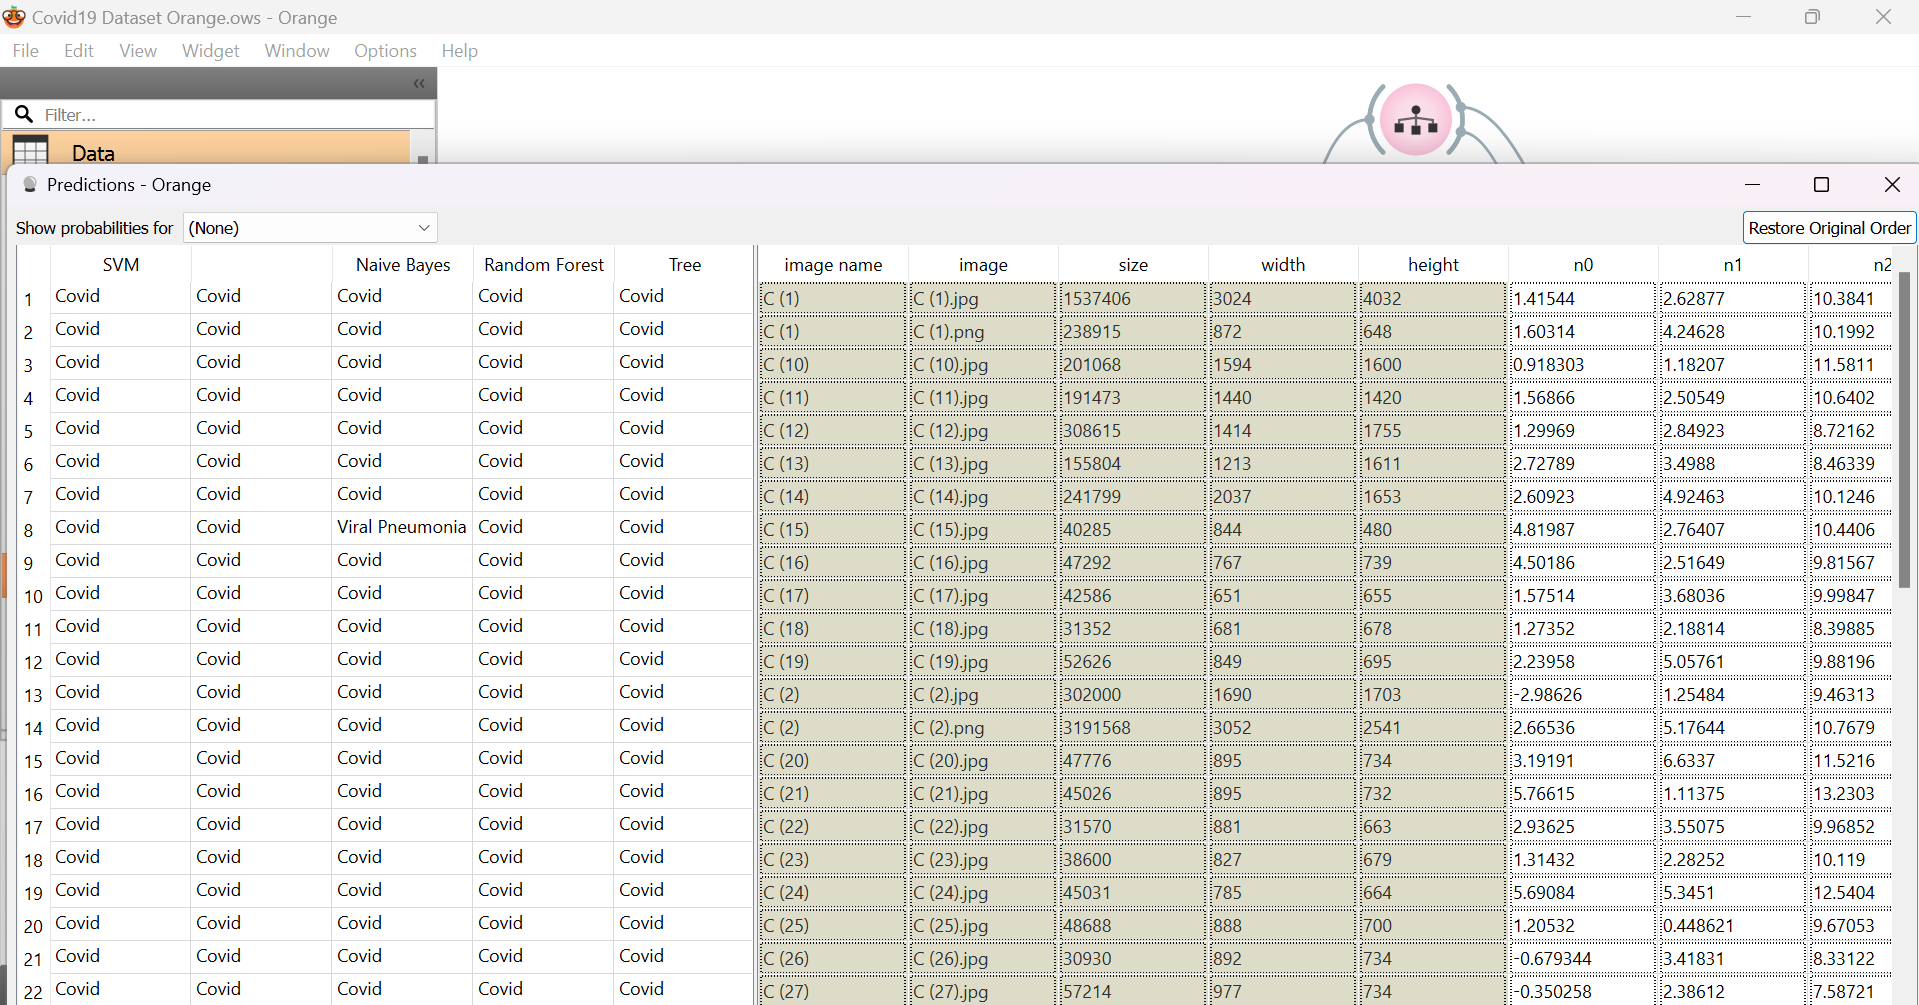 Covid19 Dataset Orange.ows - Orange
File Edit View Widget Window Options Help
Filter...
Data
Predictions - Orange
Show probabilities for (None) Restore Original Order
SVM Naive Bayes Random Forest Tree image name image size width height n0 n1 n2
1 Covid Covid Covid Covid Covid C (1) C (1).jpg 1537406 3024 4032 1.41544 2.62877 10.3841
2 Covid Covid Covid Covid Covid C (1) C (1).png 238915 872 648 1.60314 4.24628 10.1992
3 Covid Covid Covid Covid Covid C (10) C (10).jpg 201068 1594 1600 0.918303 1.18207 11.5811
4 Covid Covid Covid Covid Covid C (11) C (11).jpg 191473 1440 1420 1.56866 2.50549 10.6402
5 Covid Covid Covid Covid Covid C (12) C (12).jpg 308615 1414 1755 1.29969 2.84923 8.72162
6 Covid Covid Covid Covid Covid C (13) C (13).jpg 155804 1213 1611 2.72789 3.4988 8.46339
7 Covid Covid Covid Covid Covid C (14) C (14).jpg 241799 2037 1653 2.60923 4.92463 10.1246
8 Covid Covid Viral Pneumonia Covid Covid C (15) C (15).jpg 40285 844 480 4.81987 2.76407 10.4406
9 Covid Covid Covid Covid Covid C (16) C (16).jpg 47292 767 739 4.50186 2.51649 9.81567
10 Covid Covid Covid Covid Covid C (17) C (17).jpg 42586 651 655 1.57514 3.68036 9.99847
11 Covid Covid Covid Covid Covid C (18) C (18).jpg 31352 681 678 1.27352 2.18814 8.39885
12 Covid Covid Covid Covid Covid C (19) C (19).jpg 52626 849 695 2.23958 5.05761 9.88196
13 Covid Covid Covid Covid Covid C (2) C (2).jpg 302000 1690 1703 -2.98626 1.25484 9.46313
14 Covid Covid Covid Covid Covid C (2) C (2).png 3191568 3052 2541 2.66536 5.17644 10.7679
15 Covid Covid Covid Covid Covid C (20) C (20).jpg 47776 895 734 3.19191 6.6337 11.5216
16 Covid Covid Covid Covid Covid C (21) C (21).jpg 45026 895 732 5.76615 1.11375 13.2303
17 Covid Covid Covid Covid Covid C (22) C (22).jpg 31570 881 663 2.93625 3.55075 9.96852
18 Covid Covid Covid Covid Covid C (23) C (23).jpg 38600 827 679 1.31432 2.28252 10.119
19 Covid Covid Covid Covid Covid C (24) C (24).jpg 45031 785 664 5.69084 5.3451 12.5404
20 Covid Covid Covid Covid Covid C (25) C (25).jpg 48688 888 700 1.20532 0.448621 9.67053
21 Covid Covid Covid Covid Covid C (26) C (26).jpg 30930 892 734 -0.679344 3.41831 8.33122
22 Covid Covid Covid Covid Covid C (27) C (27).jpg 57214 977 734 -0.350258 2.38612 7.58721